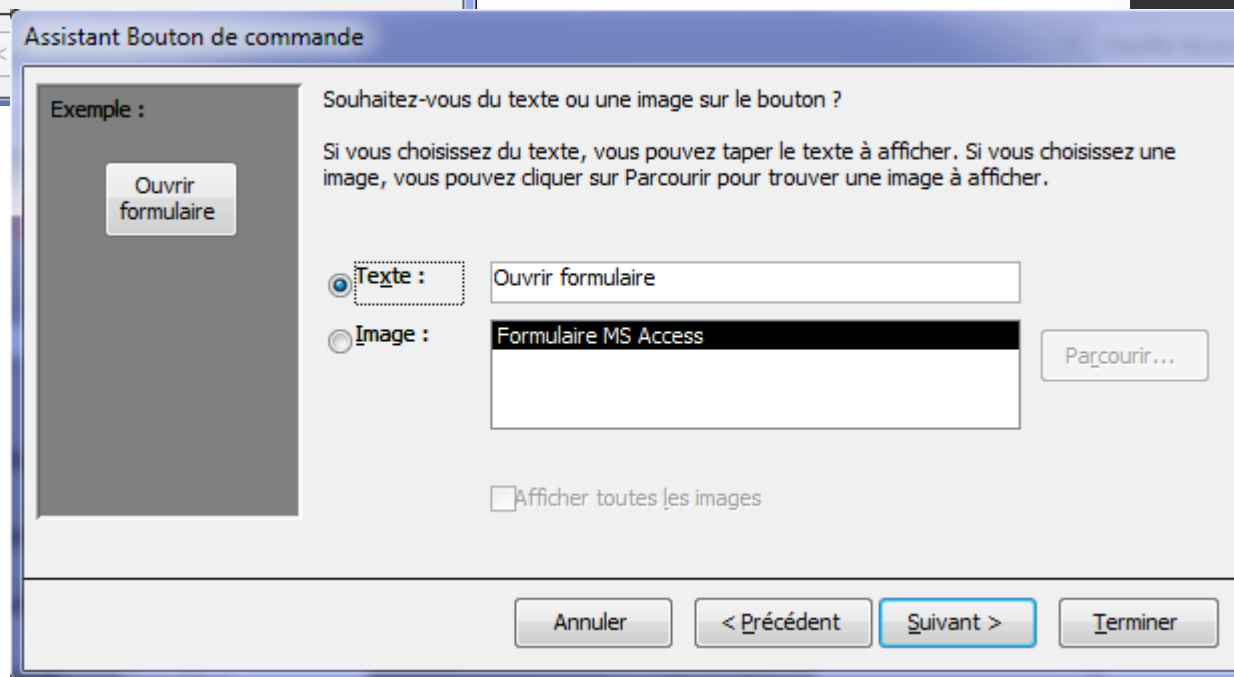 Assistant Bouton de commande
Exemple :
Ouvrir
formulaire
Souhaitez-vous du texte ou une image sur le bouton ?
Si vous choisissez du texte, vous pouvez taper le texte à afficher. Si vous choisissez une
image, vous pouvez cliquer sur Parcourir pour trouver une image à afficher.
Texte :
Ouvrir formulaire
Image :
Formulaire MS Access
Parcourir...
Afficher toutes les images
Annuler
< Précédent
Suivant >
Terminer